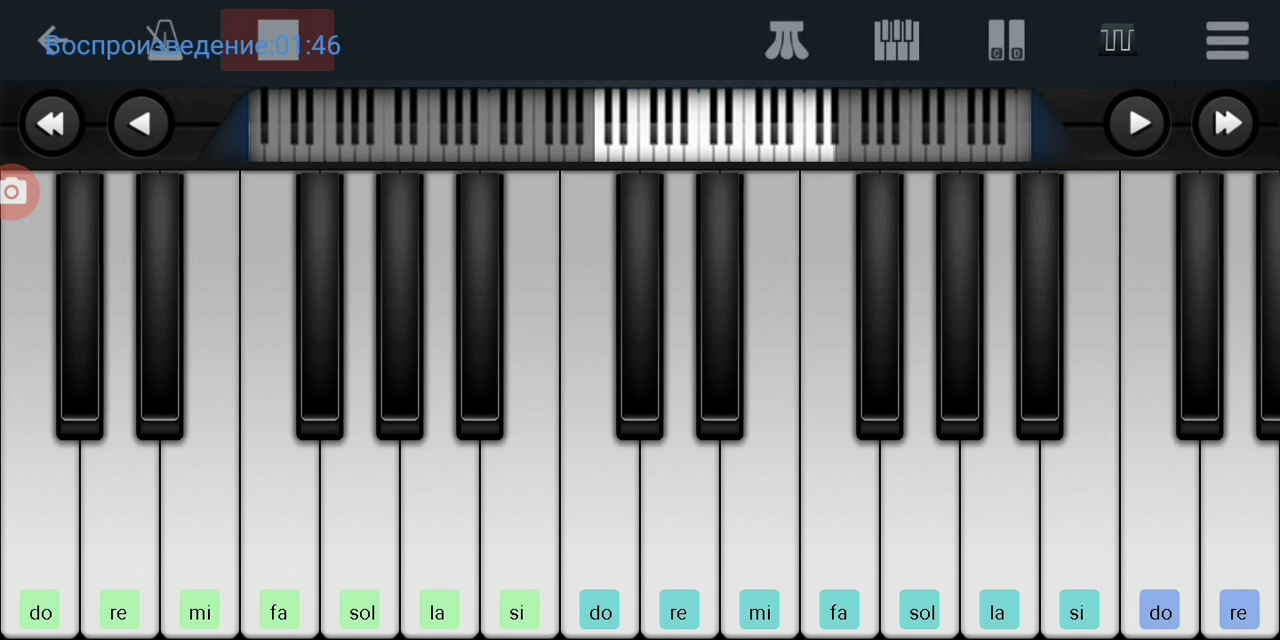 Воспроизведение:01:46
C D
do re mi fa sol la si do re mi fa sol la si do re